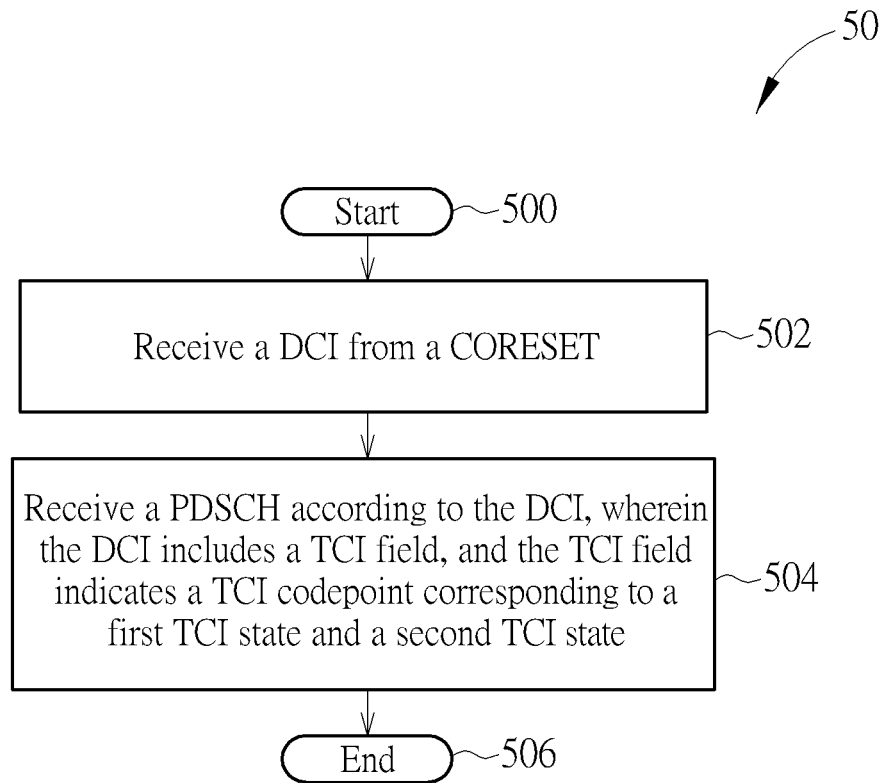 50
Start
500
Receive a DCI from a CORESET
502
Receive a PDSCH according to the DCI, wherein
the DCI includes a TCI field, and the TCI field
indicates a TCI codepoint corresponding to a
first TCI state and a second TCI state
504
End
506